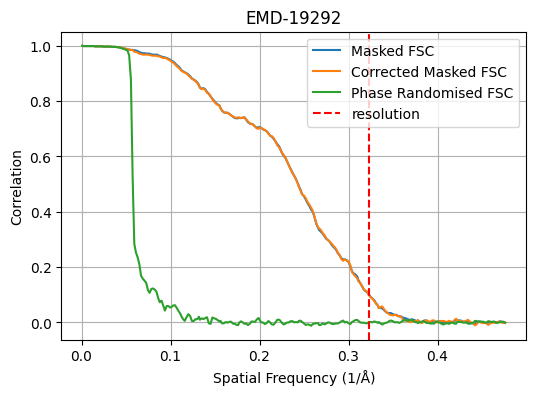 EMD-19292
Masked FSC
Corrected Masked FSC
Phase Randomised FSC
resolution
Correlation
1.0
0.8
0.6
0.4
0.2
0.0
0.0 0.1 0.2 0.3 0.4
Spatial Frequency (1/Å)